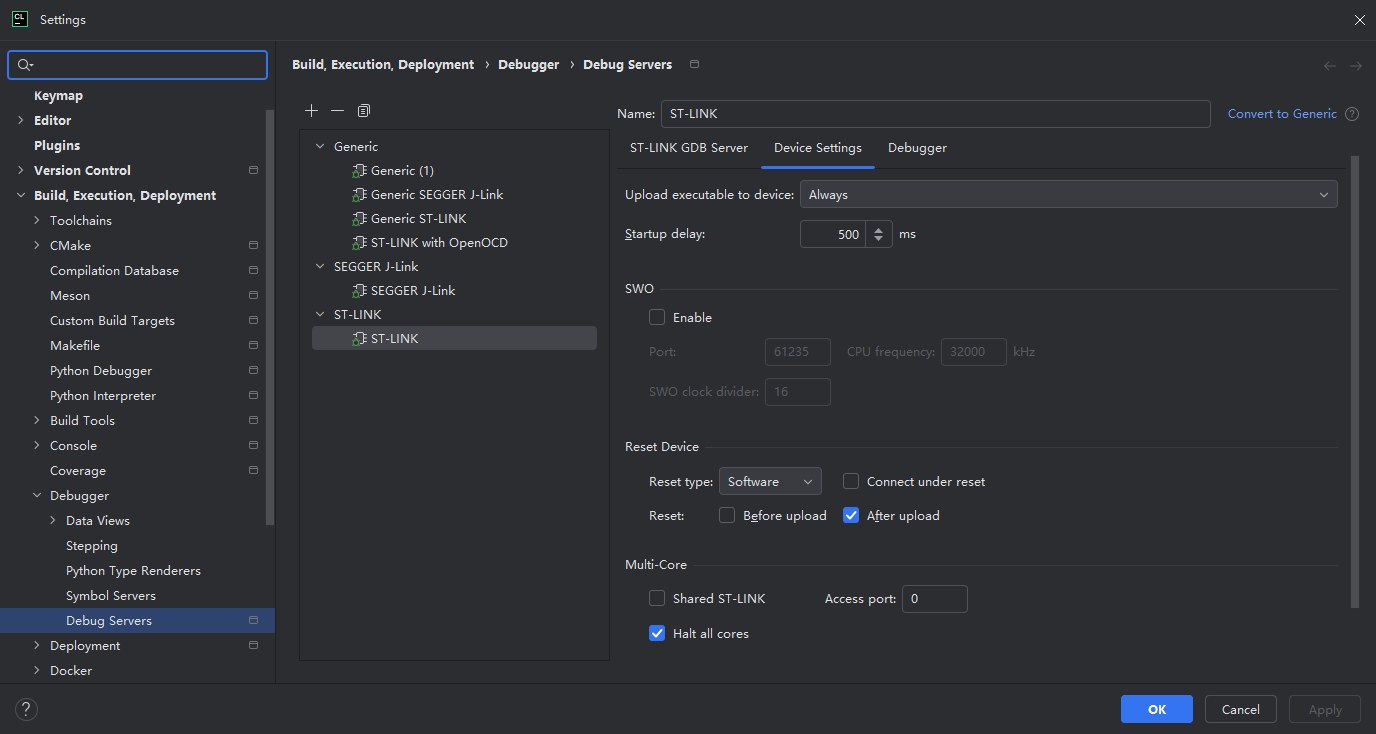 CL Settings
Keymap
Editor
Plugins
Version Control
Build, Execution, Deployment
Toolchains
CMake
Compilation Database
Meson
Custom Build Targets
Makefile
Python Debugger
Python Interpreter
Build Tools
Console
Coverage
Debugger
Data Views
Stepping
Python Type Renderers
Symbol Servers
Debug Servers
Deployment
Docker
Build, Execution, Deployment › Debugger › Debug Servers
Generic
Generic (1)
Generic SEGGER J-Link
Generic ST-LINK
ST-LINK with OpenOCD
SEGGER J-Link
SEGGER J-Link
ST-LINK
ST-LINK
Name: ST-LINK Convert to Generic ?
ST-LINK GDB Server Device Settings Debugger
Upload executable to device: Always
Startup delay: 500 ms
SWO
Enable
Port: 61235 CPU frequency: 32000 kHz
SWO clock divider: 16
Reset Device
Reset type: Software Connect under reset
Reset: Before upload After upload
Multi-Core
Shared ST-LINK Access port: 0
Halt all cores
? OK Cancel Apply